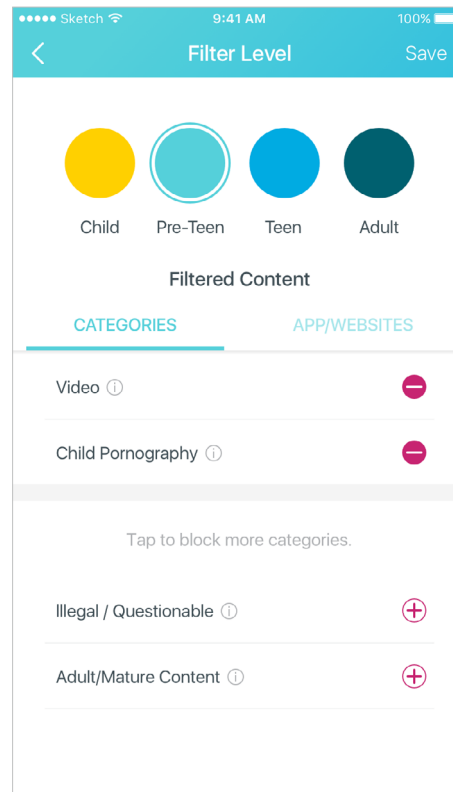 Sketch 9:41 AM 100%
Filter Level Save
Child Pre-Teen Teen Adult
Filtered Content
CATEGORIES APP/WEBSITES
Video
Child Pornography
Tap to block more categories.
Illegal / Questionable
Adult/Mature Content